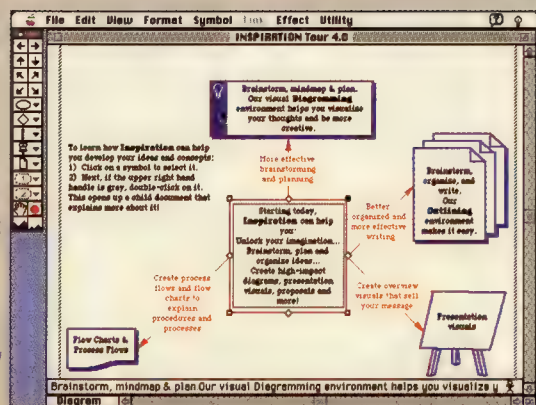 File Edit View Format Symbol Link Effect Utility
INSPIRATION Tour 4.0
Brainstorm, mindmap & plan.
Our visual Diagramming
environment helps you visualize
your thoughts and be more
creative.
To learn how Inspiration can help
you develop your ideas and concepts:
1) Click on a symbol to select it.
2) Next, if the upper right hand
handle is grey, double-click on it.
This opens up a child document that
explains more about it!
More effective
brainstorming
and planning
Brainstorm,
organize, and
write.
Our
Outlining
environment
makes it easy.
Better
organized and
more effective
writing
Starting today,
Inspiration can help
you:
Unlock your imagination...
Brainstorm, plan and
organize ideas...
Create high-impact
diagrams, presentation
visuals, proposals and
more!
Create process
flows and flow
charts to
explain
procedures and
processes
Create overview
visuals that sell
your message
Flow Charts &
Process Flows
Presentation
visuals
Brainstorm, mindmap & plan Our visual Diagramming environment helps you visualize y
Diagram